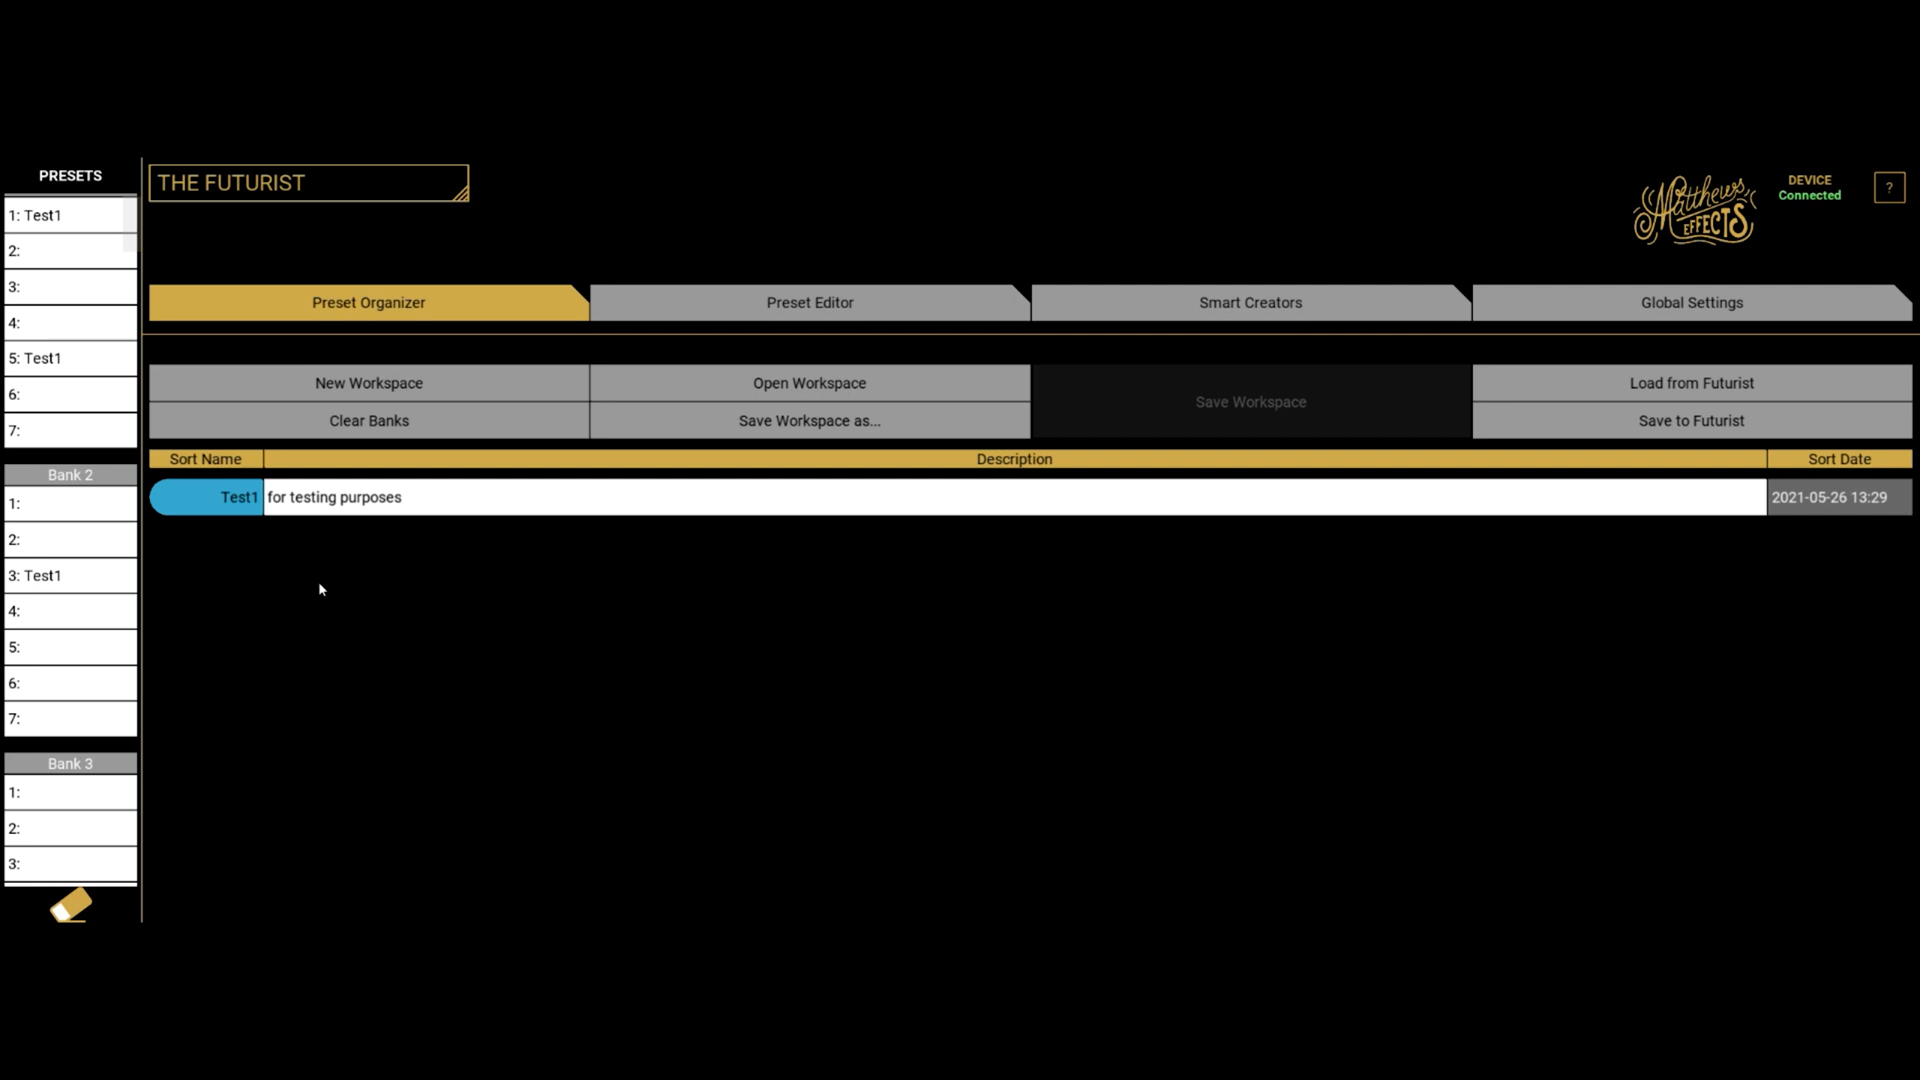 PRESETS
THE FUTURIST
Matthews
EFFECTS
DEVICE
Connected
?
1: Test1
2:
3:
4:
5: Test1
6:
7:
Bank 2
1:
2:
3: Test1
4:
5:
6:
7:
Bank 3
1:
2:
3:
Preset Organizer
Preset Editor
Smart Creators
Global Settings
New Workspace
Open Workspace
Save Workspace
Load from Futurist
Clear Banks
Save Workspace as...
Save to Futurist
Sort Name
Description
Sort Date
Test1
for testing purposes
2021-05-26 13:29